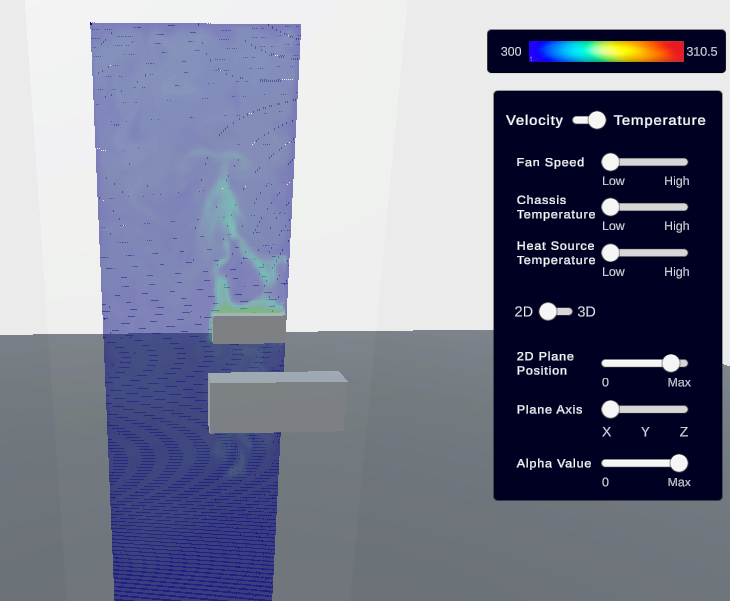 300 310.5
Velocity Temperature
Fan Speed
Low High
Chassis
Temperature
Low High
Heat Source
Temperature
Low High
2D 3D
2D Plane
Position
0 Max
Plane Axis
X Y Z
Alpha Value
0 Max